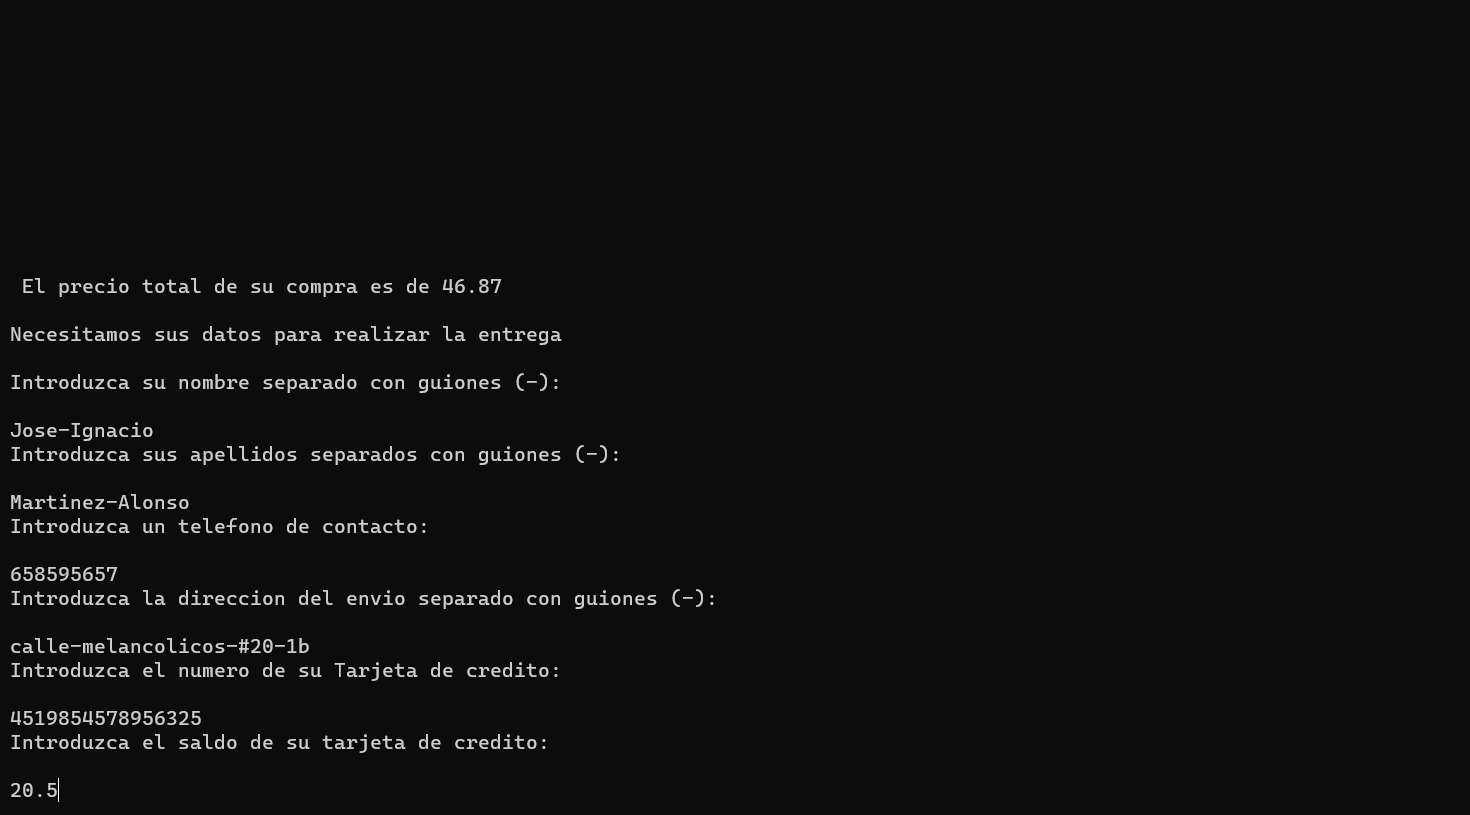 El precio total de su compra es de 46.87
Necesitamos sus datos para realizar la entrega
Introduzca su nombre separado con guiones (-):
Jose-Ignacio
Introduzca sus apellidos separados con guiones (-):
Martinez-Alonso
Introduzca un telefono de contacto:
658595657
Introduzca la direccion del envio separado con guiones (-):
calle-melancolicos-#20-1b
Introduzca el numero de su Tarjeta de credito:
4519854578956325
Introduzca el saldo de su tarjeta de credito:
20.5